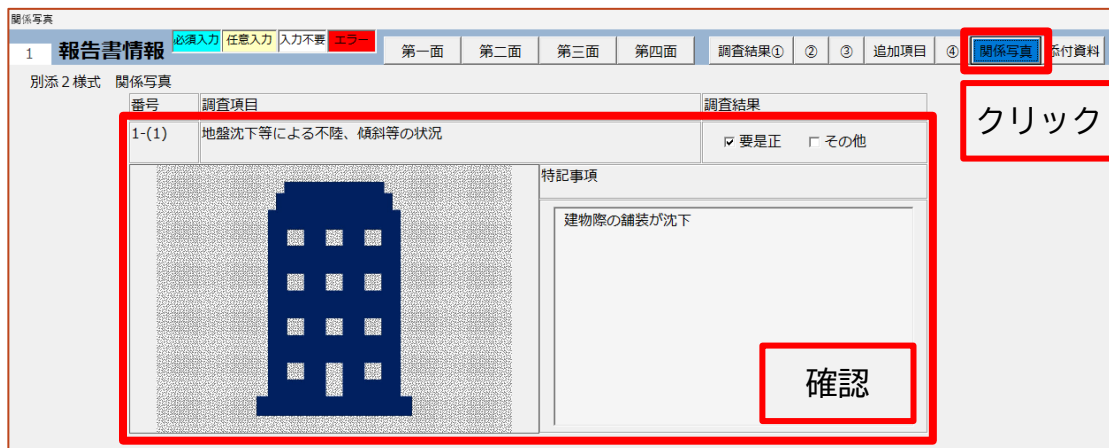 関係写真
1 報告書情報 必須入力 任意入力 入力不要 エラー 第一面 第二面 第三面 第四面 調査結果① ② ③ 追加項目 ④ 関係写真 添付資料
別添2様式 関係写真
番号 調査項目 調査結果
クリック
1-(1) 地盤沈下等による不陸、傾斜等の状況 要是正 その他
特記事項
建物際の舗装が沈下
確認